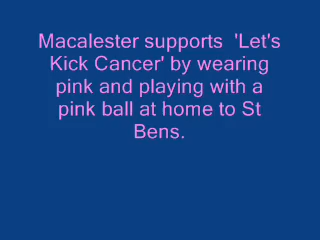 Macalester supports  'Let's
Kick Cancer' by wearing
pink and playing with a
pink ball at home to St
Bens.